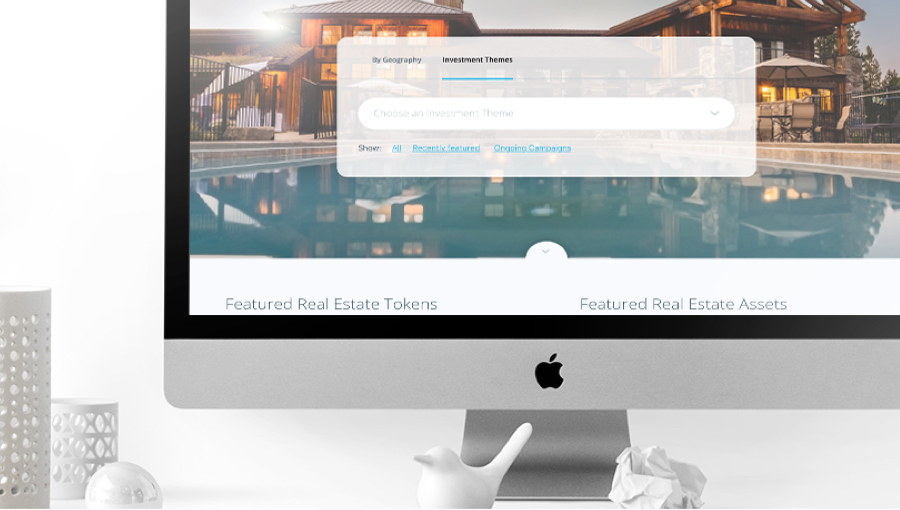 By Geography Investment Themes
Choose an Investment Theme
Show: All Recently featured Ongoing Campaigns
Featured Real Estate Tokens Featured Real Estate Assets